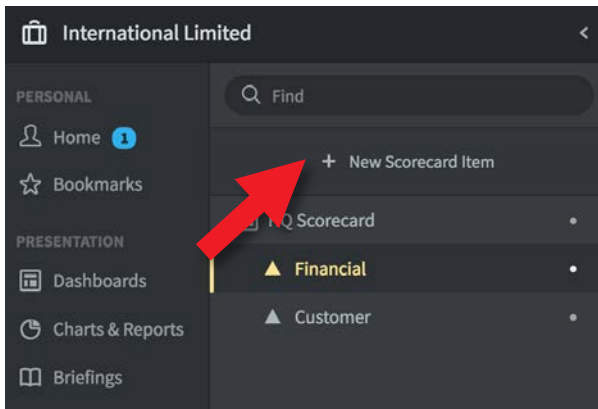 International Limited
PERSONAL
Home 1
Bookmarks
PRESENTATION
Dashboards
Charts & Reports
Briefings
Find
+ New Scorecard Item
Scorecard
Financial
Customer